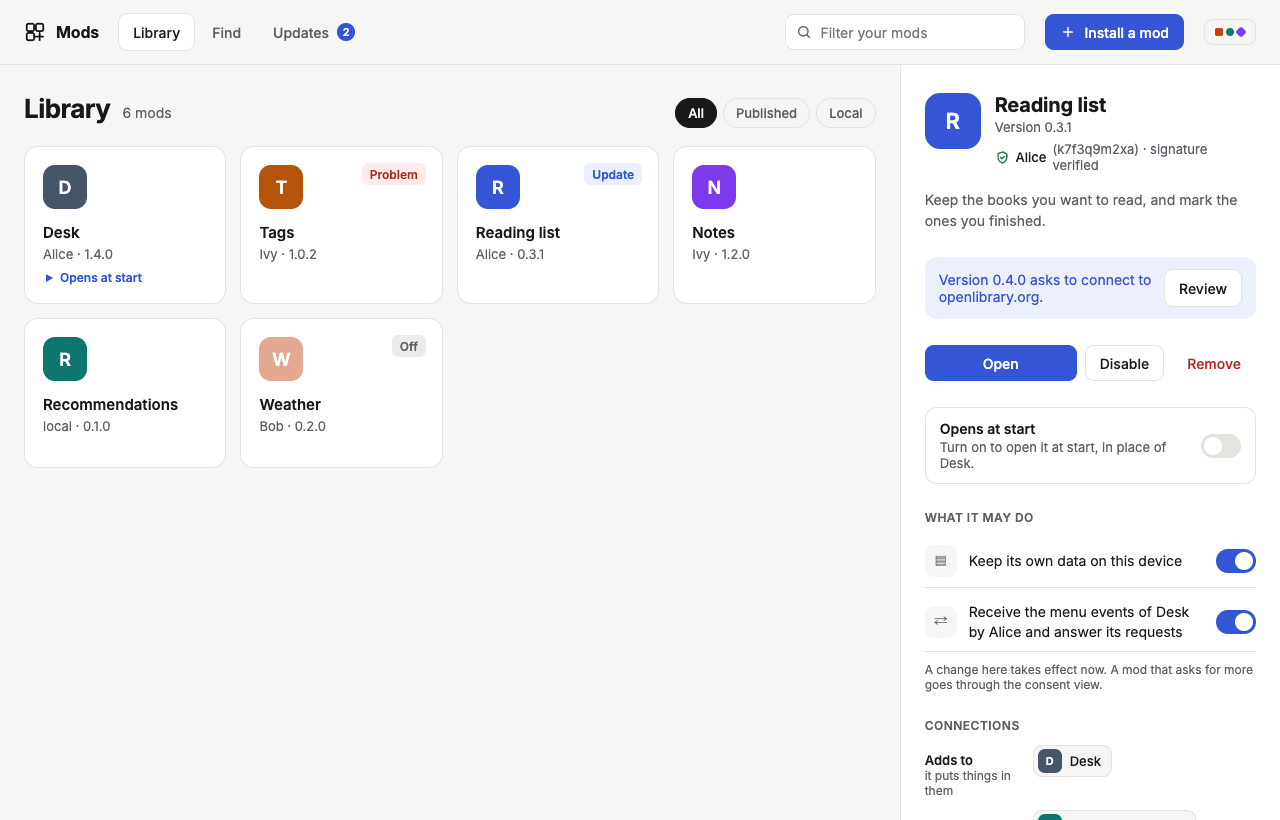 Mods
Library
Find
Updates 2
Filter your mods
+ Install a mod
Library 6 mods
All
Published
Local
D
Desk
Alice · 1.4.0
▶ Opens at start
T
Problem
Tags
Ivy · 1.0.2
R
Update
Reading list
Alice · 0.3.1
N
Notes
Ivy · 1.2.0
R
Recommendations
local · 0.1.0
W
Off
Weather
Bob · 0.2.0
R
Reading list
Version 0.3.1
Alice (k7f3q9m2xa) · signature
verified
Keep the books you want to read, and mark the
ones you finished.
Version 0.4.0 asks to connect to
openlibrary.org.
Review
Open
Disable
Remove
Opens at start
Turn on to open it at start, in place of
Desk.
WHAT IT MAY DO
Keep its own data on this device
Receive the menu events of Desk
by Alice and answer its requests
A change here takes effect now. A mod that asks for more
goes through the consent view.
CONNECTIONS
Adds to
it puts things in
them
D Desk